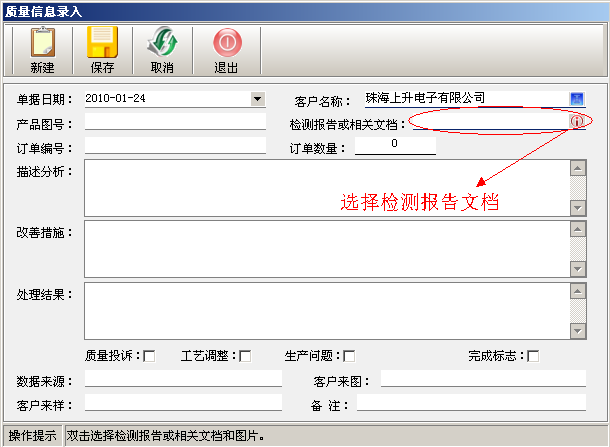 质量信息录入
新建 保存 取消 退出
单据日期： 2010-01-24 客户名称： 珠海上升电子有限公司
产品图号： 检测报告或相关文档：
订单编号： 订单数量： 0
描述分析：
选择检测报告文档
改善措施：
处理结果：
质量投诉： 工艺调整： 生产问题： 完成标志：
数据来源： 客户来图：
客户来样： 备 注：
操作提示 双击选择检测报告或相关文档和图片。